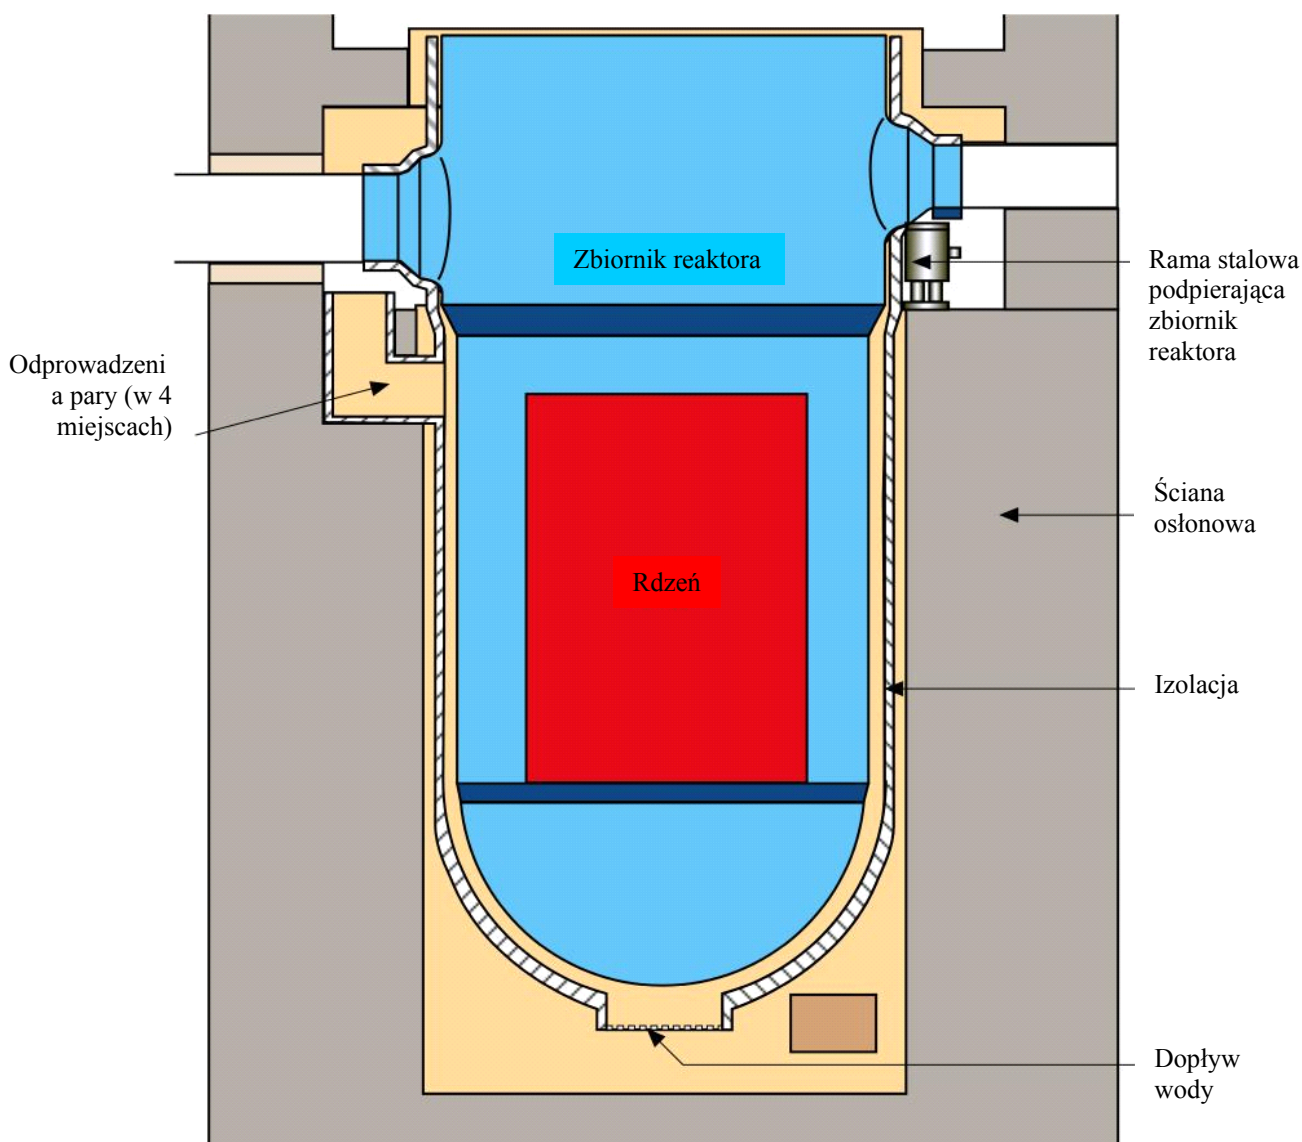 Zbiornik reaktora
Rama stalowa
podpierająca
zbiornik
reaktora
Odprowadzeni
a pary (w 4
miejscach)
Ściana
osłonowa
Rdzeń
Izolacja
Dopływ
wody